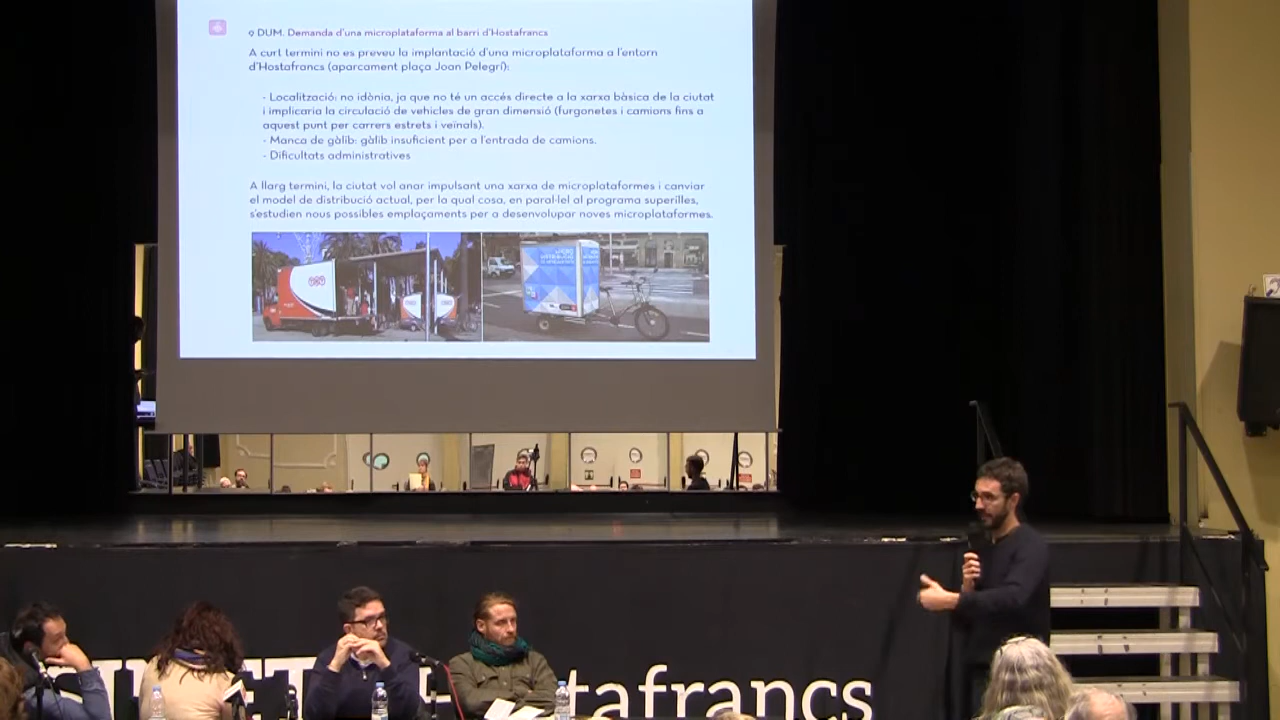 9 DUM. Demanda d'una microplataforma al barri d'Hostafrancs
A curt termini no es preveu la implantació d'una microplataforma a l'entorn
d'Hostafrancs (aparcament plaça Joan Pelegrí):
- Localització: no idònia, ja que no té un accés directe a la xarxa bàsica de la ciutat
i implicaria la circulació de vehicles de gran dimensió (furgonetes i camions fins a
aquest punt per carrers estrets i veïnals).
- Manca de gàlib: gàlib insuficient per a l'entrada de camions.
- Dificultats administratives
A llarg termini, la ciutat vol anar impulsant una xarxa de microplataformes i canviar
el model de distribució actual, per la qual cosa, en paral·lel al programa superilles,
s'estudien nous possibles emplaçaments per a desenvolupar noves microplataformes.
TNT
tafrancs